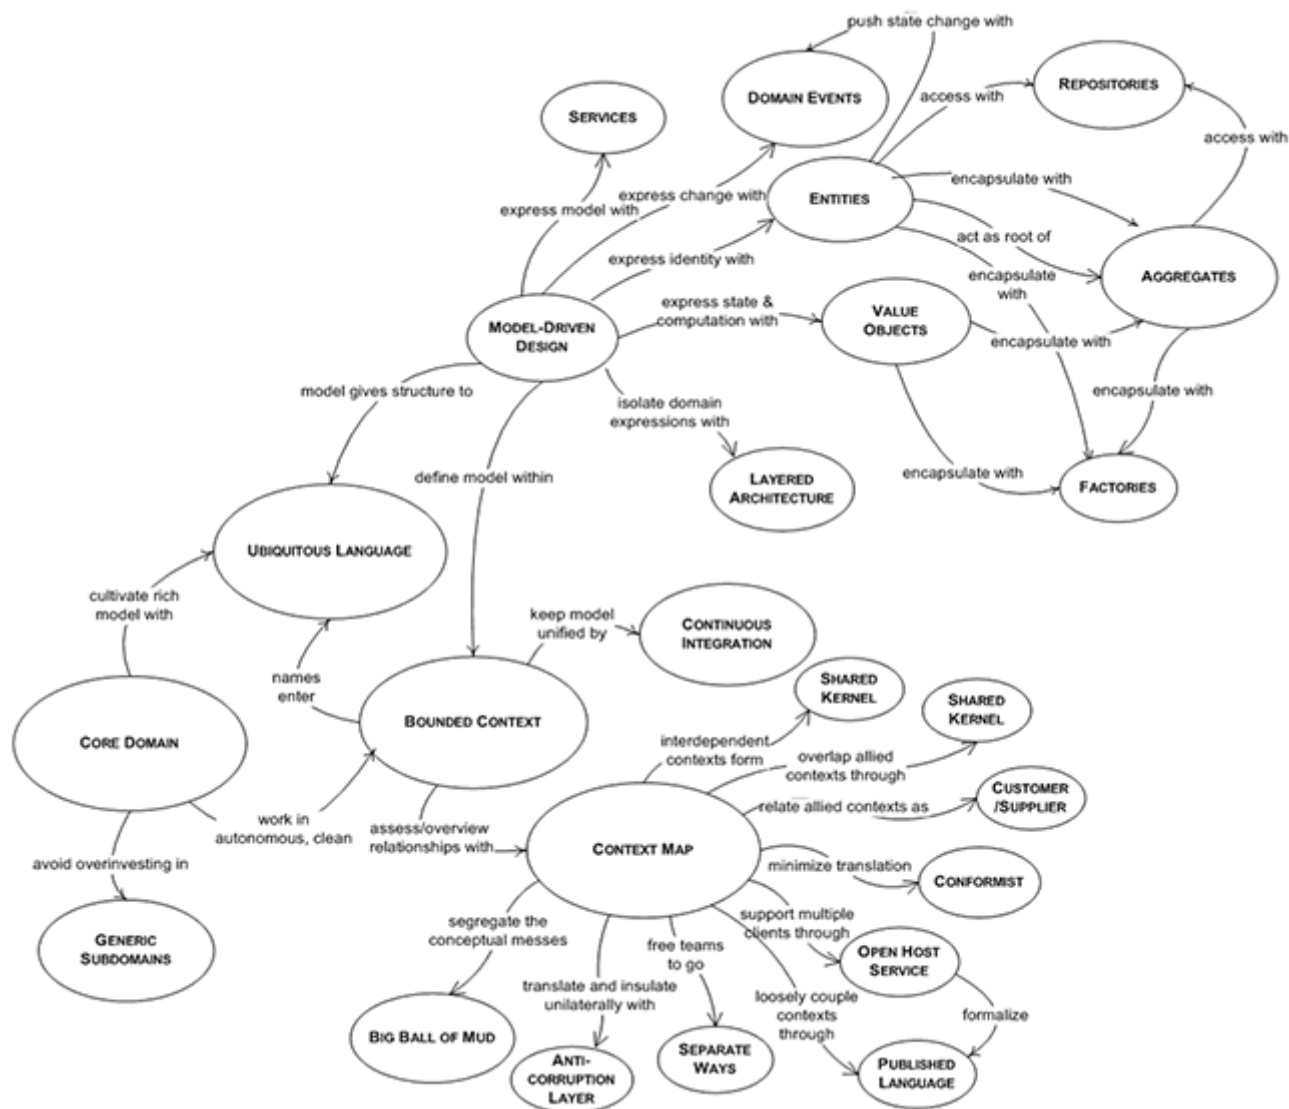 push state change with
DOMAIN EVENTS
access with
REPOSITORIES
SERVICES
access with
express change with
express model with
ENTITIES
encapsulate with
act as root of
express identity with
encapsulate
with
AGGREGATES
express state &
computation with
VALUE
OBJECTS
MODEL-DRIVEN
DESIGN
encapsulate with
model gives structure to
isolate domain
expressions with
encapsulate with
define model within
encapsulate with
LAYERED
ARCHITECTURE
FACTORIES
UBIQUITOUS LANGUAGE
cultivate rich
model with
keep model
unified by
CONTINUOUS
INTEGRATION
names
enter
SHARED
KERNEL
SHARED
KERNEL
BOUNDED CONTEXT
CORE DOMAIN
interdependent
contexts form
overlap allied
contexts through
CUSTOMER
/SUPPLIER
relate allied contexts as
work in
autonomous, clean
assess/overview
relationships with
CONTEXT MAP
avoid overinvesting in
minimize translation
CONFORMIST
segregate the
conceptual messes
support multiple
clients through
GENERIC
SUBDOMAINS
free teams
to go
OPEN HOST
SERVICE
translate and insulate
unilaterally with
loosely couple
contexts
through
formalize
BIG BALL OF MUD
SEPARATE
WAYS
ANTI-
CORRUPTION
LAYER
PUBLISHED
LANGUAGE